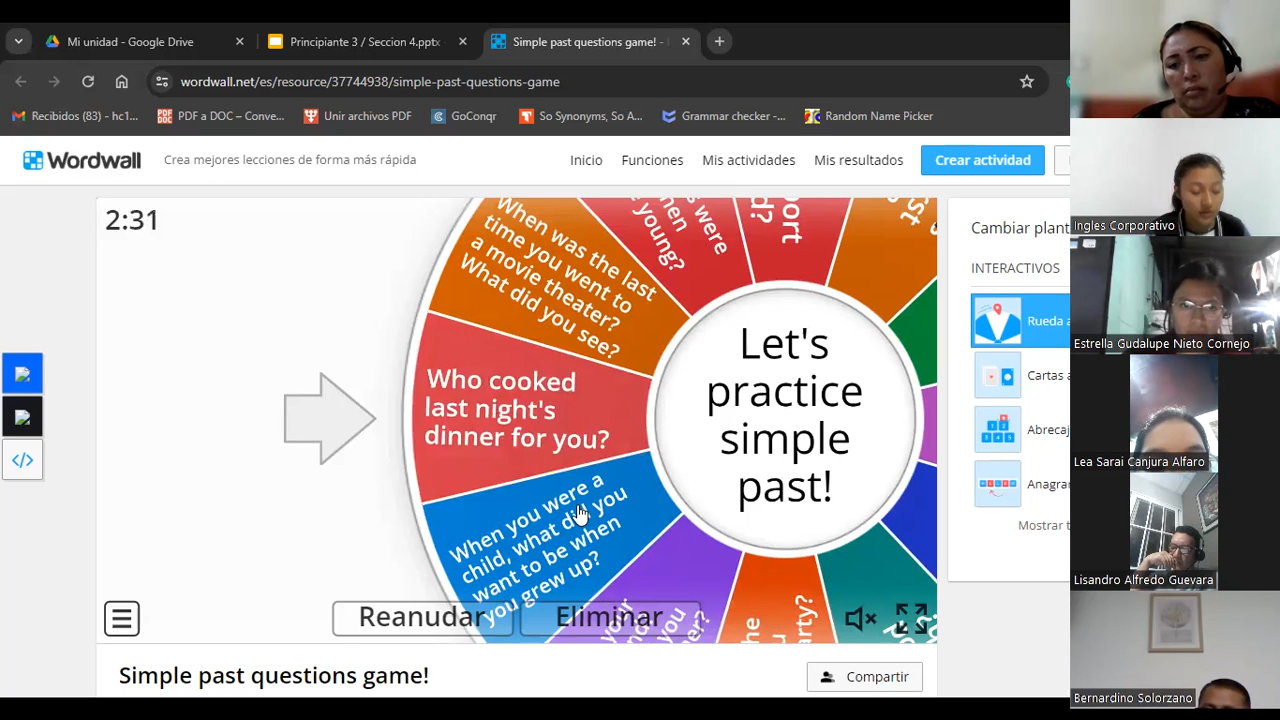 Mi unidad - Google Drive
Principiante 3 / Seccion 4.pptx
Simple past questions game! -
wordwall.net/es/resource/37744938/simple-past-questions-game
Recibidos (83) - hc1...
PDF a DOC – Conve...
Unir archivos PDF
GoConqr
So Synonyms, So A...
Grammar checker -...
Random Name Picker
Wordwall
Crea mejores lecciones de forma más rápida
Inicio
Funciones
Mis actividades
Mis resultados
Crear actividad
2:31
When was the last
time you went to
a movie theater?
What did you see?
Who cooked
last night's
dinner for you?
When you were a
child, what did you
want to be when
you grew up?
were
young?
Let's
practice
simple
past!
Reanudar
Eliminar
Simple past questions game!
Compartir
Cambiar plant
INTERACTIVOS
Rueda a
Cartas a
Abrecaj
Anagran
Mostrar t
Ingles Corporativo
Estrella Gudalupe Nieto Cornejo
Lea Sarai Canjura Alfaro
Lisandro Alfredo Guevara
Bernardino Solorzano